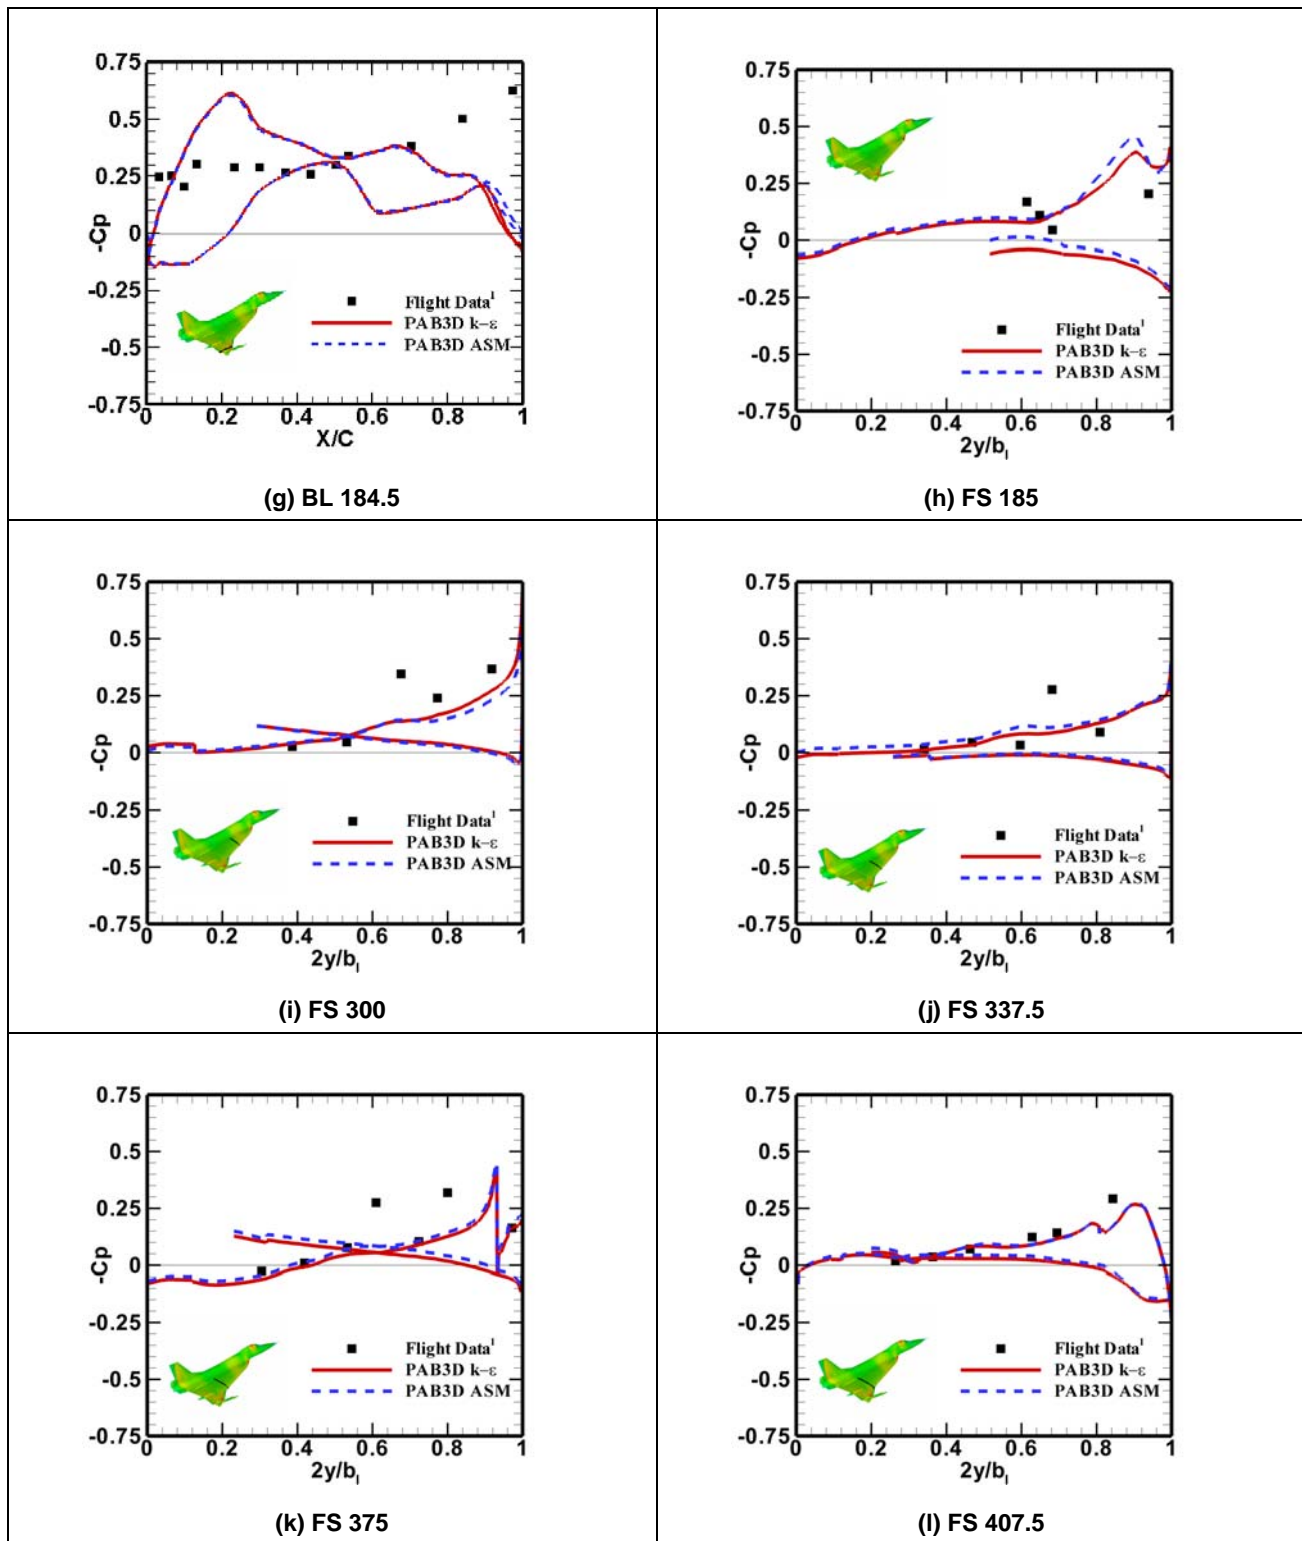 0.75
0.5
0.25
0
-0.25
-0.5
-0.75
-Cp
0 0.2 0.4 0.6 0.8 1
X/C
Flight Data¹
PAB3D k-ε
PAB3D ASM
(g) BL 184.5
0.75
0.5
0.25
0
-0.25
-0.5
-0.75
-Cp
0 0.2 0.4 0.6 0.8 1
2y/bₗ
Flight Data¹
PAB3D k-ε
PAB3D ASM
(h) FS 185
0.75
0.5
0.25
0
-0.25
-0.5
-0.75
-Cp
0 0.2 0.4 0.6 0.8 1
2y/bₗ
Flight Data¹
PAB3D k-ε
PAB3D ASM
(i) FS 300
0.75
0.5
0.25
0
-0.25
-0.5
-0.75
-Cp
0 0.2 0.4 0.6 0.8 1
2y/bₗ
Flight Data¹
PAB3D k-ε
PAB3D ASM
(j) FS 337.5
0.75
0.5
0.25
0
-0.25
-0.5
-0.75
-Cp
0 0.2 0.4 0.6 0.8 1
2y/bₗ
Flight Data¹
PAB3D k-ε
PAB3D ASM
(k) FS 375
0.75
0.5
0.25
0
-0.25
-0.5
-0.75
-Cp
0 0.2 0.4 0.6 0.8 1
2y/bₗ
Flight Data¹
PAB3D k-ε
PAB3D ASM
(l) FS 407.5